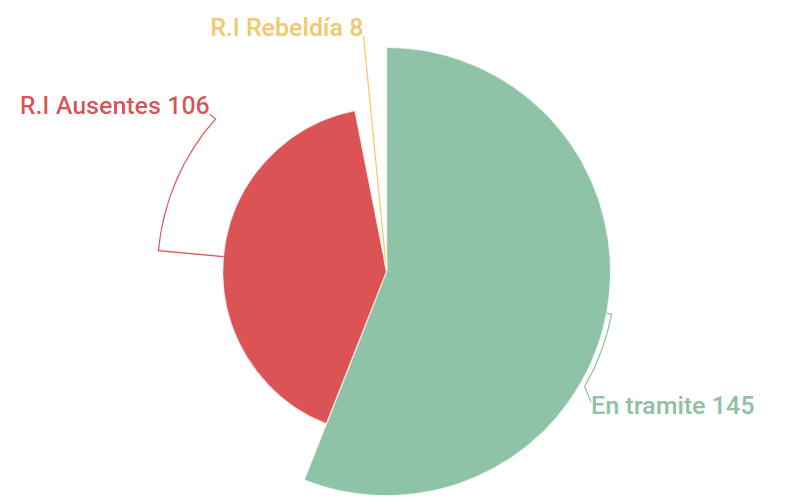 R.I Rebeldía 8
R.I Ausentes 106
En tramite 145